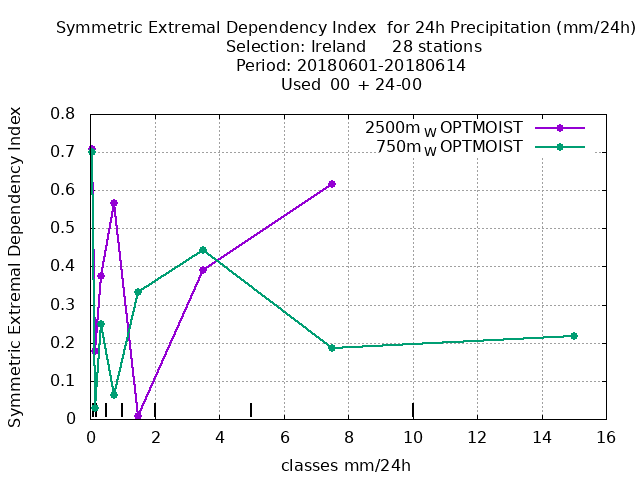 Symmetric Extremal Dependency Index for 24h Precipitation (mm/24h)
Selection: Ireland 28 stations
Period: 20180601-20180614
Used 00 + 24-00
Symmetric Extremal Dependency Index
2500m W OPTMOIST
750m W OPTMOIST
0.8
0.7
0.6
0.5
0.4
0.3
0.2
0.1
0
0 2 4 6 8 10 12 14 16
classes mm/24h